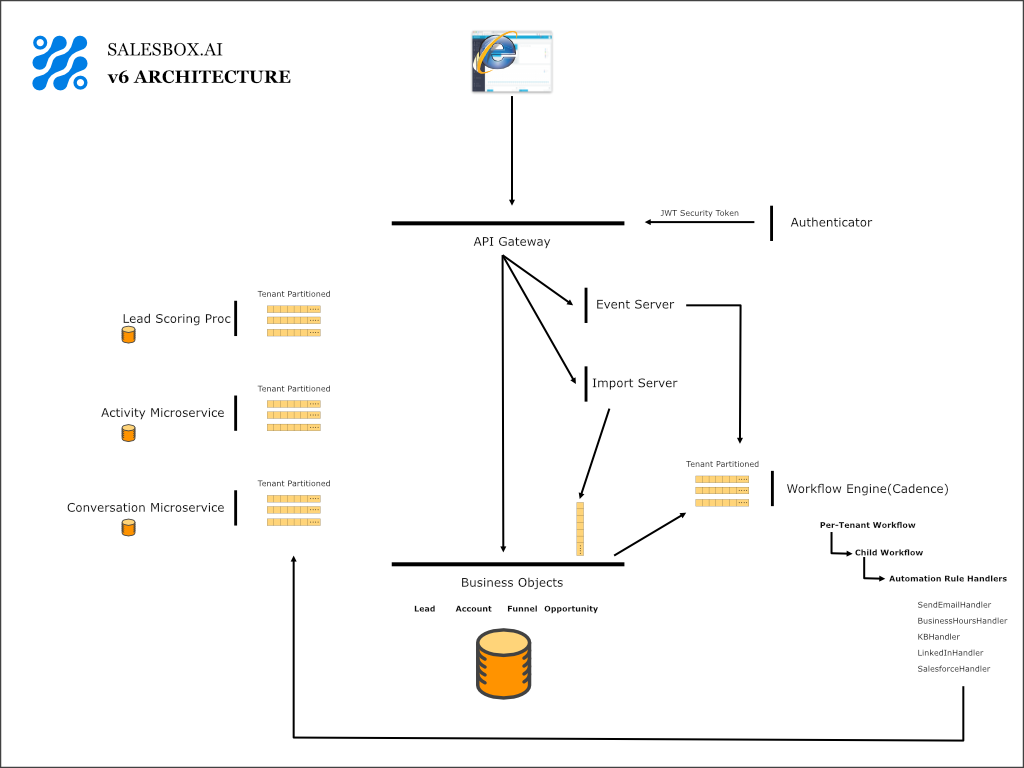 SALESBOX.AI
v6 ARCHITECTURE
JWT Security Token
Authenticator
API Gateway
Tenant Partitioned
Lead Scoring Proc
Event Server
Import Server
Tenant Partitioned
Activity Microservice
Tenant Partitioned
Workflow Engine(Cadence)
Tenant Partitioned
Conversation Microservice
Per-Tenant Workflow
Child Workflow
Automation Rule Handlers
Business Objects
Lead Account Funnel Opportunity
SendEmailHandler
BusinessHoursHandler
KBHandler
LinkedInHandler
SalesforceHandler